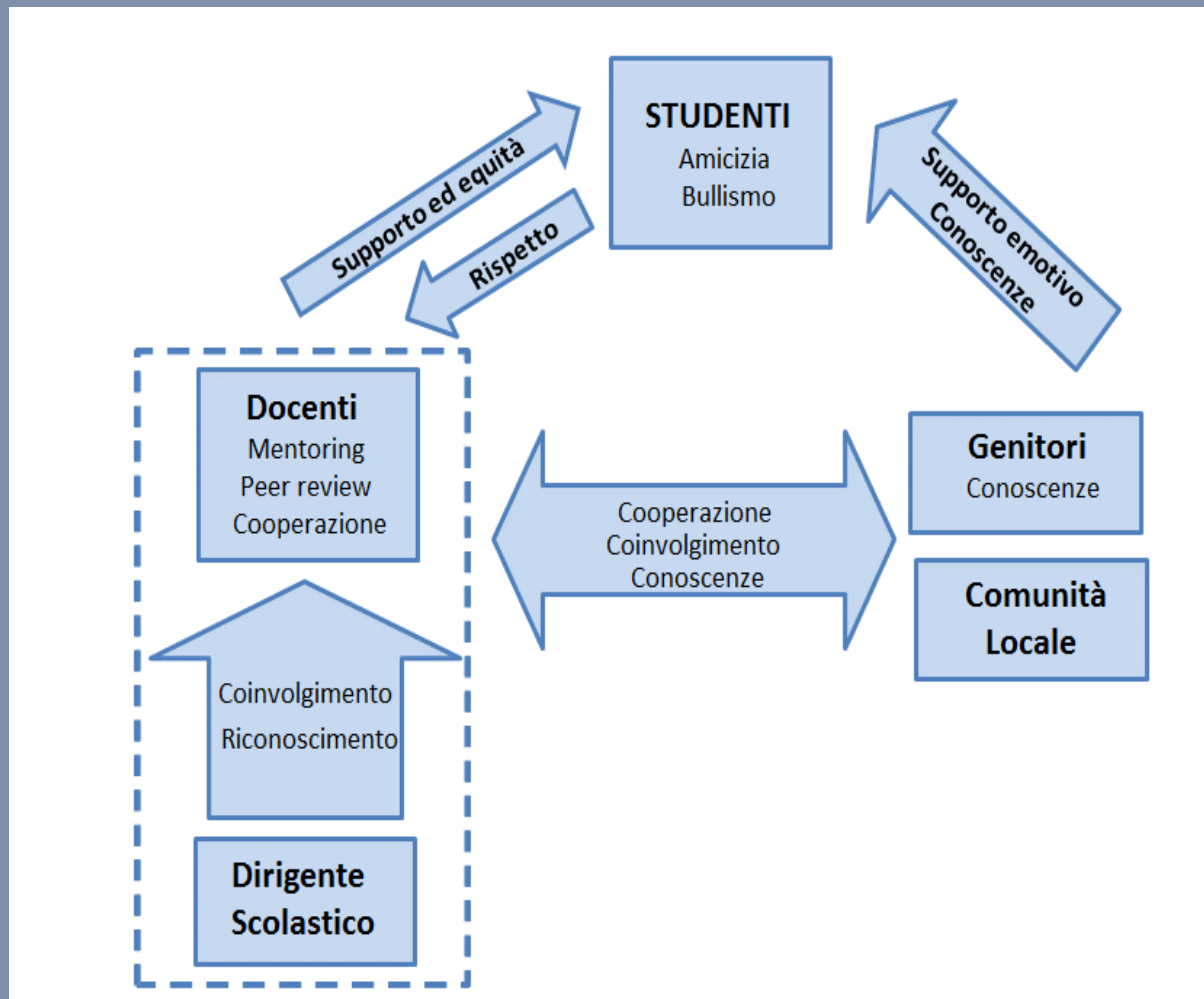 STUDENTI
Amicizia
Bullismo
Supporto ed equità
Rispetto
Supporto emotivo
Conoscenze
Docenti
Mentoring
Peer review
Cooperazione
Cooperazione
Coinvolgimento
Conoscenze
Genitori
Conoscenze
Comunità
Locale
Coinvolgimento
Riconoscimento
Dirigente
Scolastico